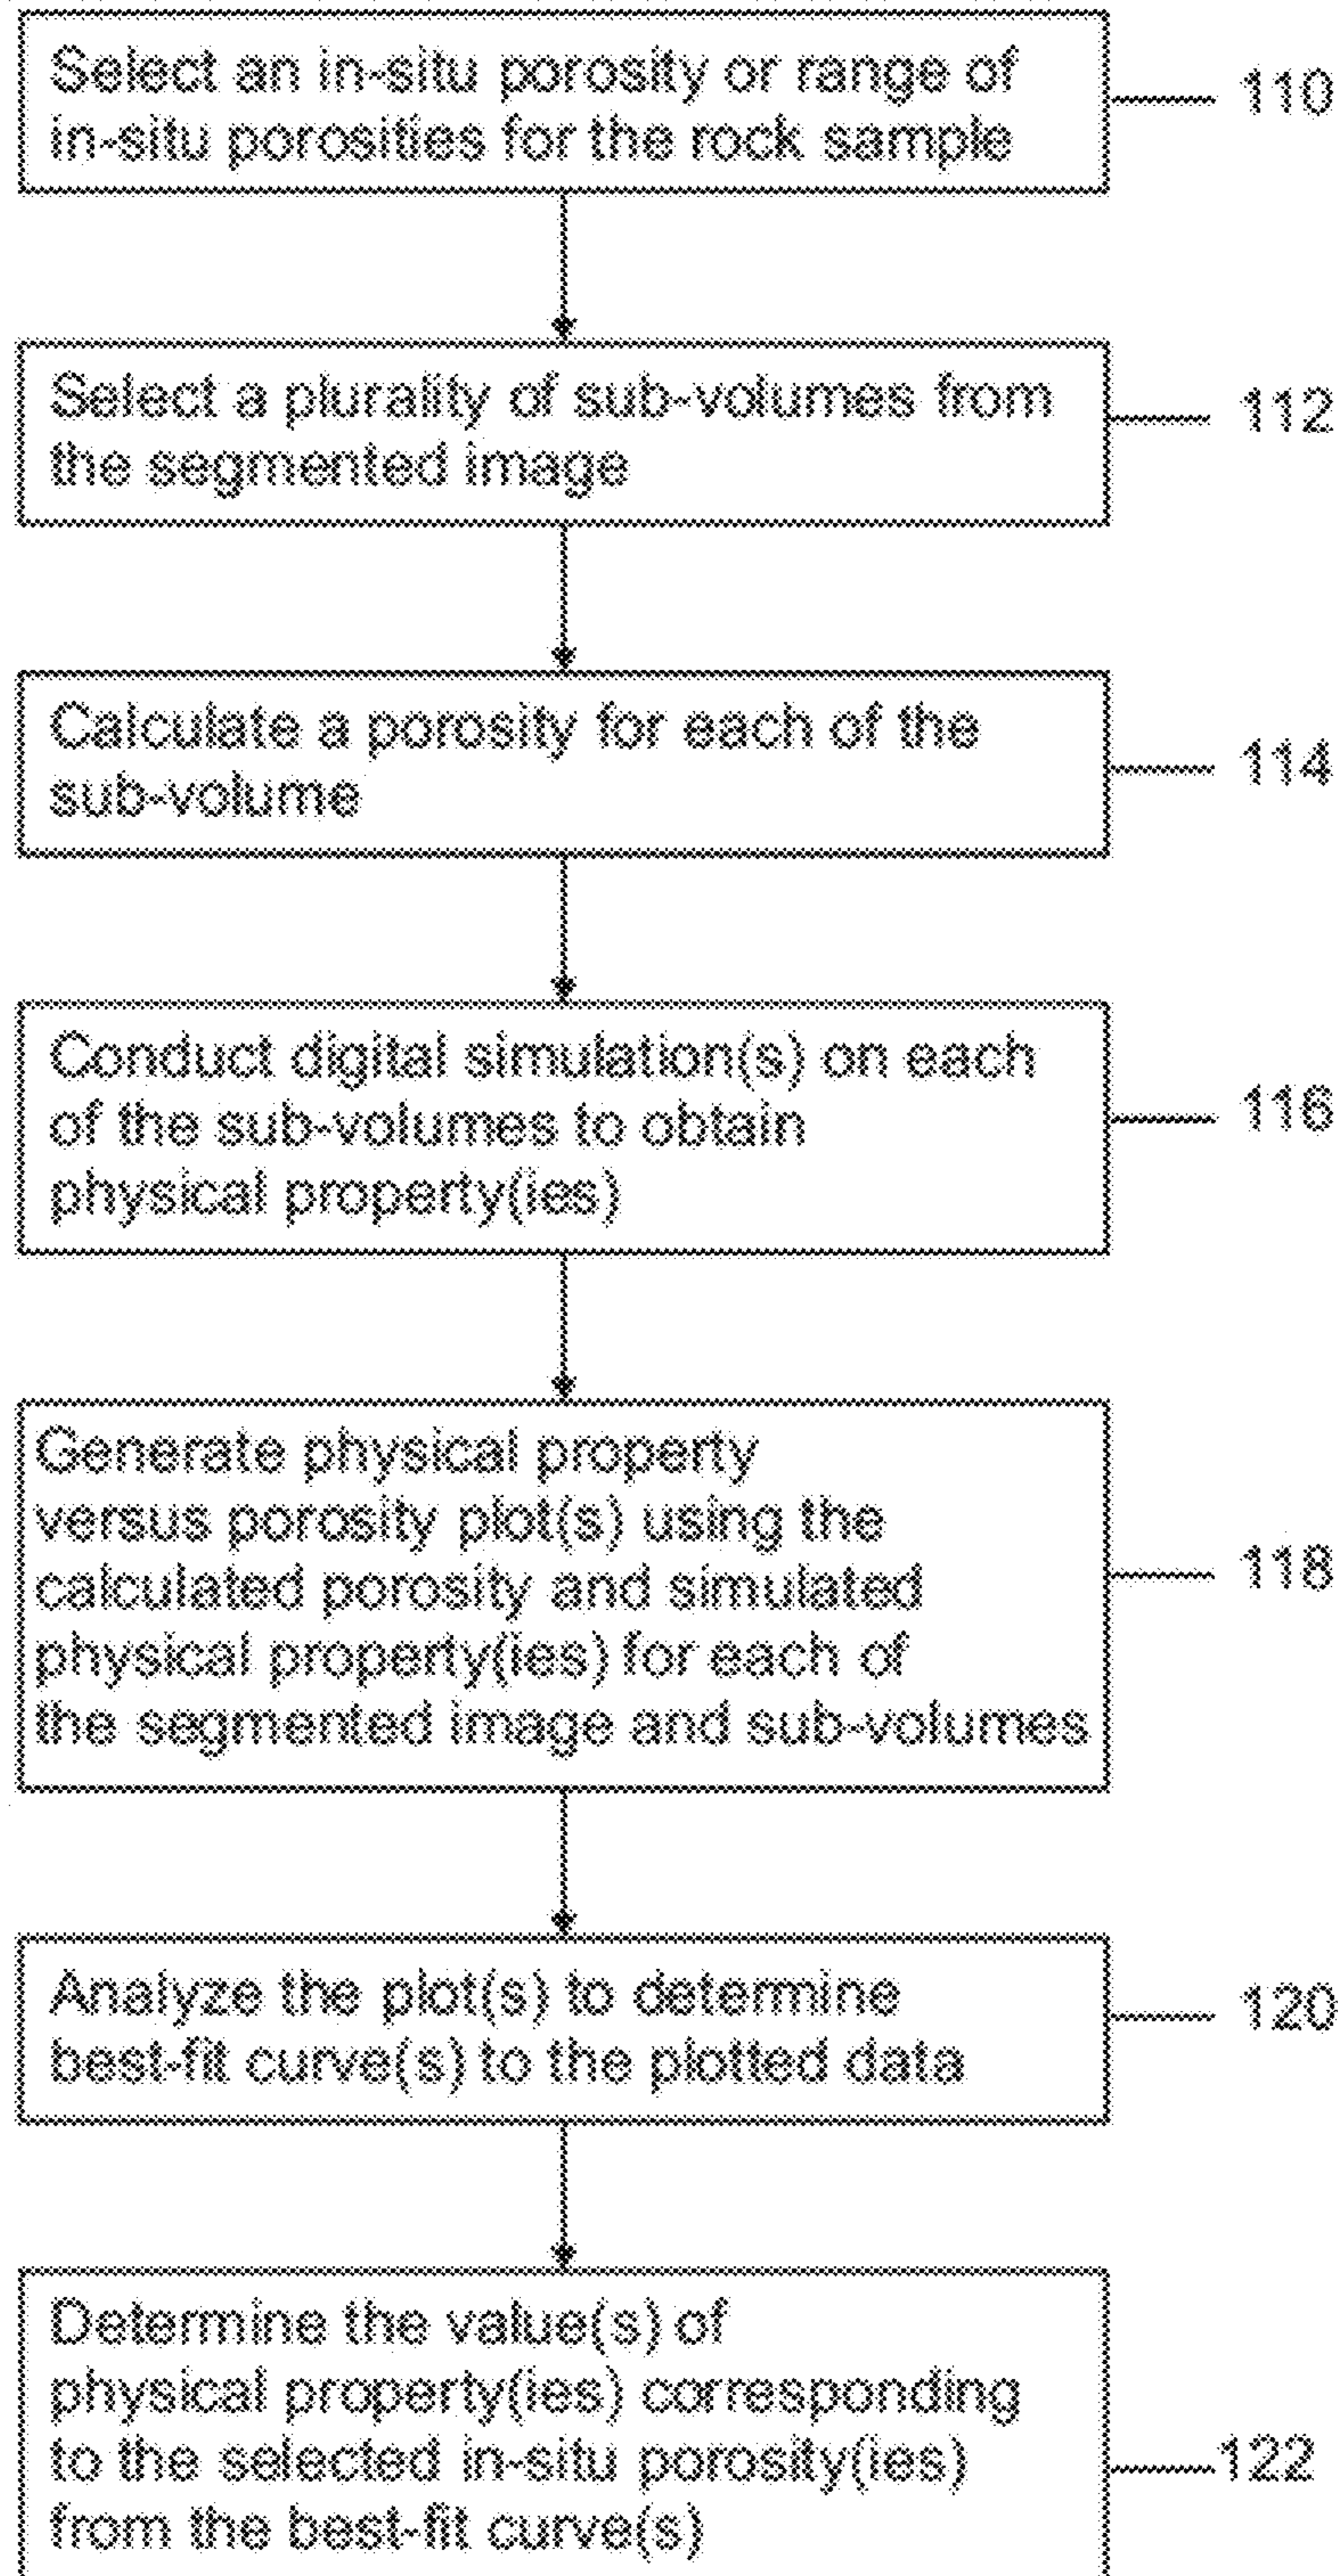 Select an in-situ porosity or range of
in-situ porosities for the rock sample
110
Select a plurality of sub-volumes from
the segmented image
112
Calculate a porosity for each of the
sub-volume
114
Conduct digital simulation(s) on each
of the sub-volumes to obtain
physical property(ies)
116
Generate physical property
versus porosity plot(s) using the
calculated porosity and simulated
physical property(ies) for each of
the segmented image and sub-volumes
118
Analyze the plot(s) to determine
best-fit curve(s) to the plotted data
120
Determine the value(s) of
physical property(ies) corresponding
to the selected in-situ porosity(ies)
from the best-fit curve(s)
122